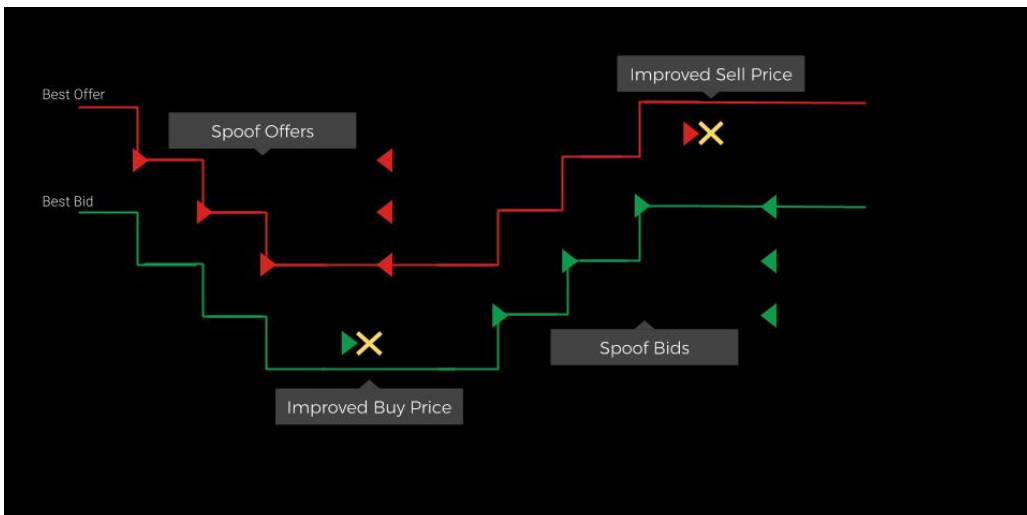 Improved Sell Price
Best Offer
Spoof Offers
Best Bid
Spoof Bids
Improved Buy Price